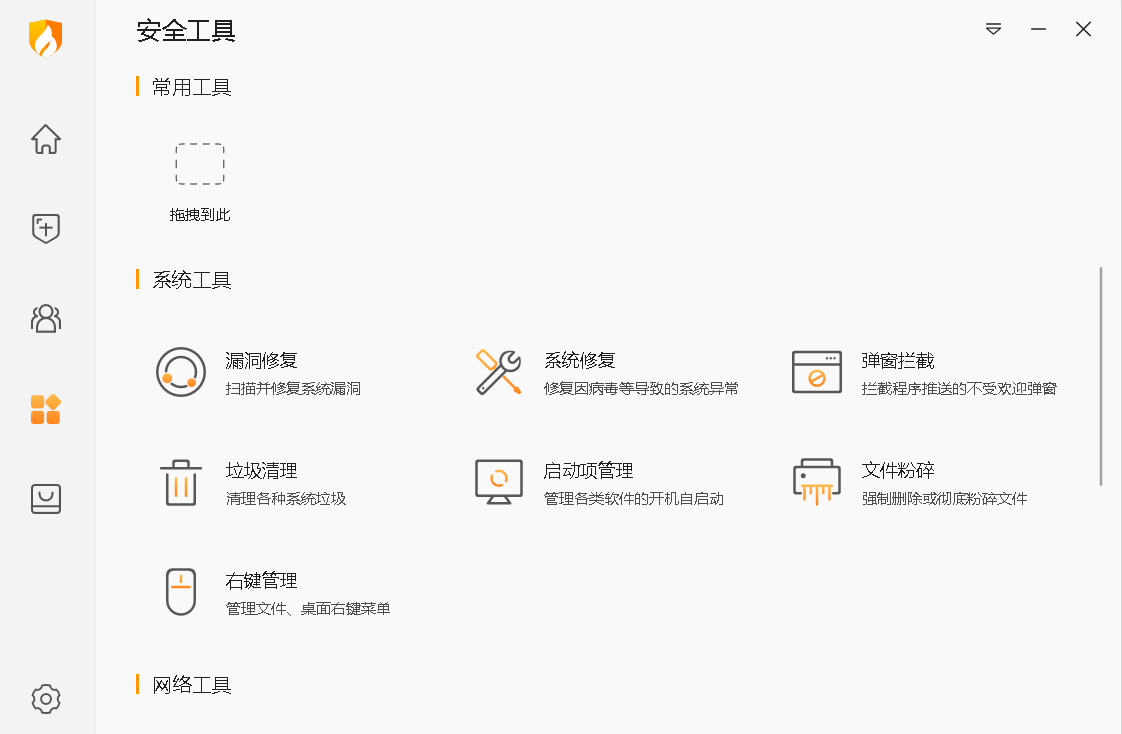 安全工具
常用工具
拖拽到此
系统工具
漏洞修复
扫描并修复系统漏洞
系统修复
修复因病毒等导致的系统异常
弹窗拦截
拦截程序推送的不受欢迎弹窗
垃圾清理
清理各种系统垃圾
启动项管理
管理各类软件的开机自启动
文件粉碎
强制删除或彻底粉碎文件
右键管理
管理文件、桌面右键菜单
网络工具